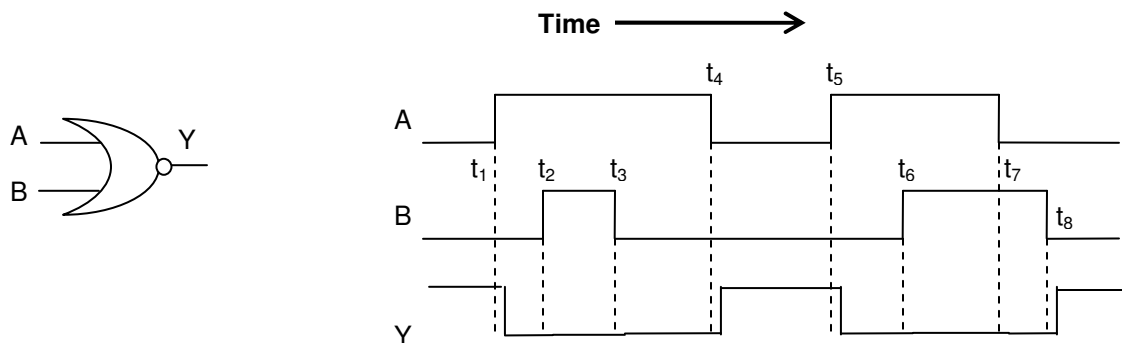 Time
t₄ t₅
A Y A
t₁ t₂ t₃ t₆ t₇
B B t₈
Y